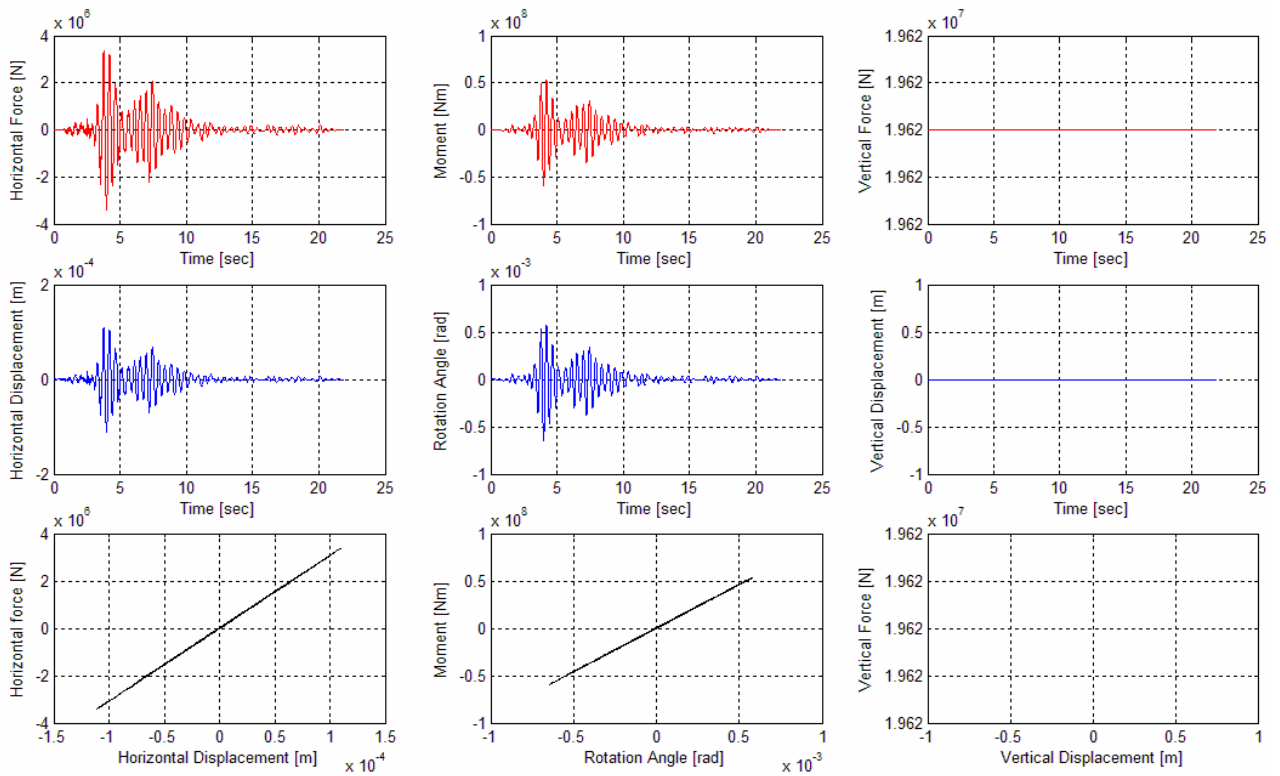 x 10^6
Horizontal Force [N]
4
2
0
-2
-4
0 5 10 15 20 25
Time [sec]
x 10^8
Moment [Nm]
1
0.5
0
-0.5
-1
0 5 10 15 20 25
Time [sec]
x 10^7
Vertical Force [N]
1.962
1.962
1.962
1.962
1.962
0 5 10 15 20 25
Time [sec]
x 10^-4
Horizontal Displacement [m]
2
0
-2
0 5 10 15 20 25
Time [sec]
x 10^-3
Rotation Angle [rad]
1
0.5
0
-0.5
-1
0 5 10 15 20 25
Time [sec]
Vertical Displacement [m]
1
0.5
0
-0.5
-1
0 5 10 15 20 25
Time [sec]
x 10^6
Horizontal force [N]
4
2
0
-2
-4
-1.5 -1 -0.5 0 0.5 1 1.5
Horizontal Displacement [m]
x 10^-4
x 10^8
Moment [Nm]
1
0.5
0
-0.5
-1
-1 -0.5 0 0.5 1
Rotation Angle [rad]
x 10^-3
x 10^7
Vertical Force [N]
1.962
1.962
1.962
1.962
1.962
-1 -0.5 0 0.5 1
Vertical Displacement [m]